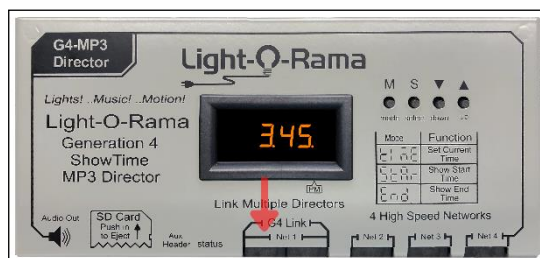 G4-MP3
Director
Light-O-Rama
Lights! ..Music! ..Motion!
Light-O-Rama
Generation 4
ShowTime
MP3 Director
3.45.
PM
M S ▼ ▲
mode
down
Mode Function
Set Current
Time
Show Start
Time
End Show End
Time
Link Multiple Directors
G4 Link
4 High Speed Networks
Audio Out
SD Card
Push in
to Eject
Aux
Header
status
Net 1
Net 2
Net 3
Net 4